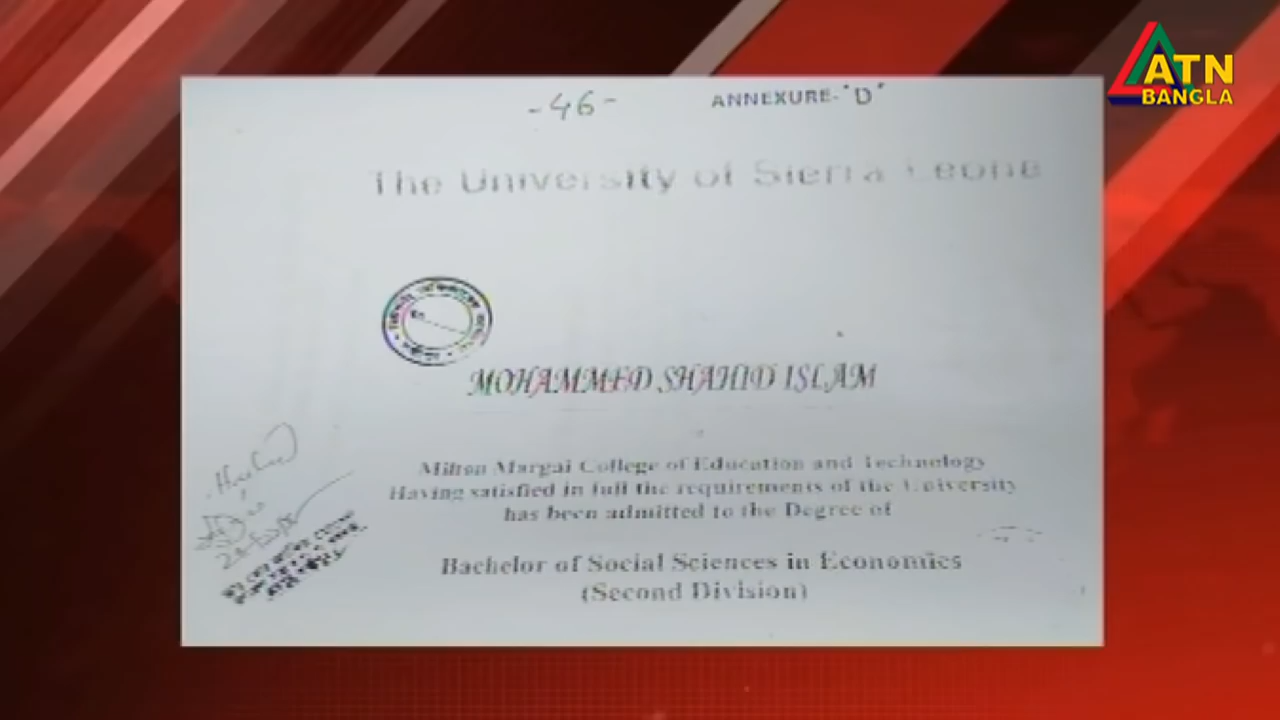 ATN
BANGLA
-46-
ANNEXURE-"D"
The University of Sierra Leone
MOHAMMED SHAHID ISLAM
Milton Margai College of Education and Technology
Having satisfied in full the requirements of the University
has been admitted to the Degree of
Bachelor of Social Sciences in Economics
(Second Division)